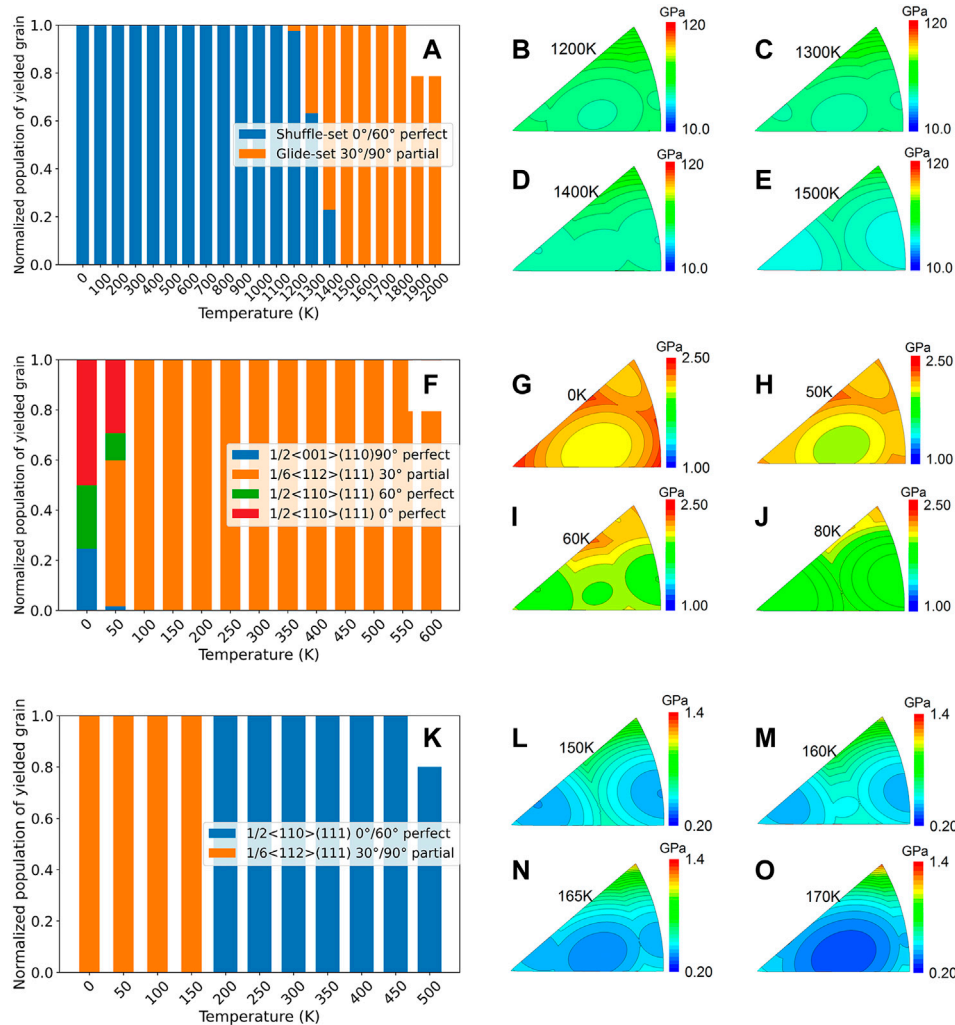 Normalized population of yielded grain
1.0
0.8
0.6
0.4
0.2
0.0
A
Shuffle-set 0°/60° perfect
Glide-set 30°/90° partial
0 100 200 300 400 500 600 700 800 900 1000 1100 1200 1300 1400 1500 1600 1700 1800 1900 2000
Temperature (K)
B
1200K
GPa
120
10.0
C
1300K
GPa
120
10.0
D
1400K
GPa
120
10.0
E
1500K
GPa
120
10.0
Normalized population of yielded grain
1.0
0.8
0.6
0.4
0.2
0.0
F
1/2<001>(110)90° perfect
1/6<112>(111) 30° partial
1/2<110>(111) 60° perfect
1/2<110>(111) 0° perfect
0 50 100 150 200 250 300 350 400 450 500 550 600
Temperature (K)
G
0K
GPa
2.50
1.00
H
50K
GPa
2.50
1.00
I
60K
GPa
2.50
1.00
J
80K
GPa
2.50
1.00
Normalized population of yielded grain
1.0
0.8
0.6
0.4
0.2
0.0
K
1/2<110>(111) 0°/60° perfect
1/6<112>(111) 30°/90° partial
0 50 100 150 200 250 300 350 400 450 500
Temperature (K)
L
150K
GPa
1.4
0.20
M
160K
GPa
1.4
0.20
N
165K
GPa
1.4
0.20
O
170K
GPa
1.4
0.20